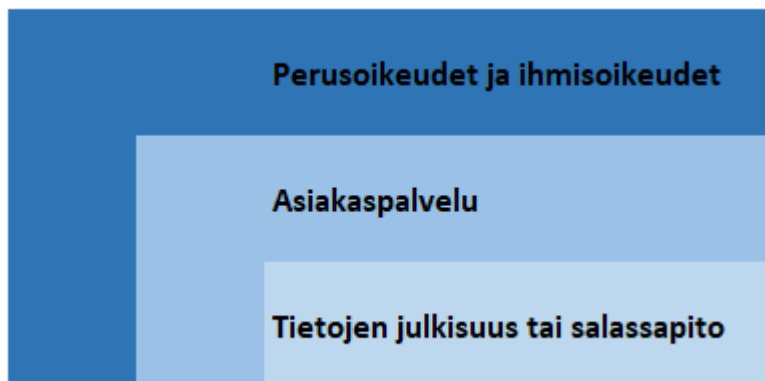 Perusoikeudet ja ihmisoikeudet
Asiakaspalvelu
Tietojen julkisuus tai salassapito